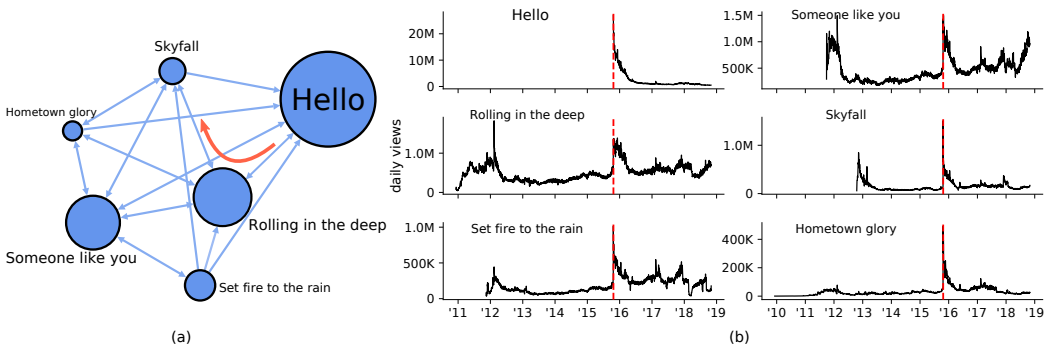 Skyfall
Hello
Hometown glory
Rolling in the deep
Someone like you
Set fire to the rain
(a)
daily views
Hello
20M
10M
0
Someone like you
1.5M
1.0M
500K
Rolling in the deep
1.0M
0
Skyfall
1.0M
0
Set fire to the rain
1.0M
500K
0
'11 '12 '13 '14 '15 '16 '17 '18 '19
Hometown glory
400K
200K
0
'10 '11 '12 '13 '14 '15 '16 '17 '18 '19
(b)